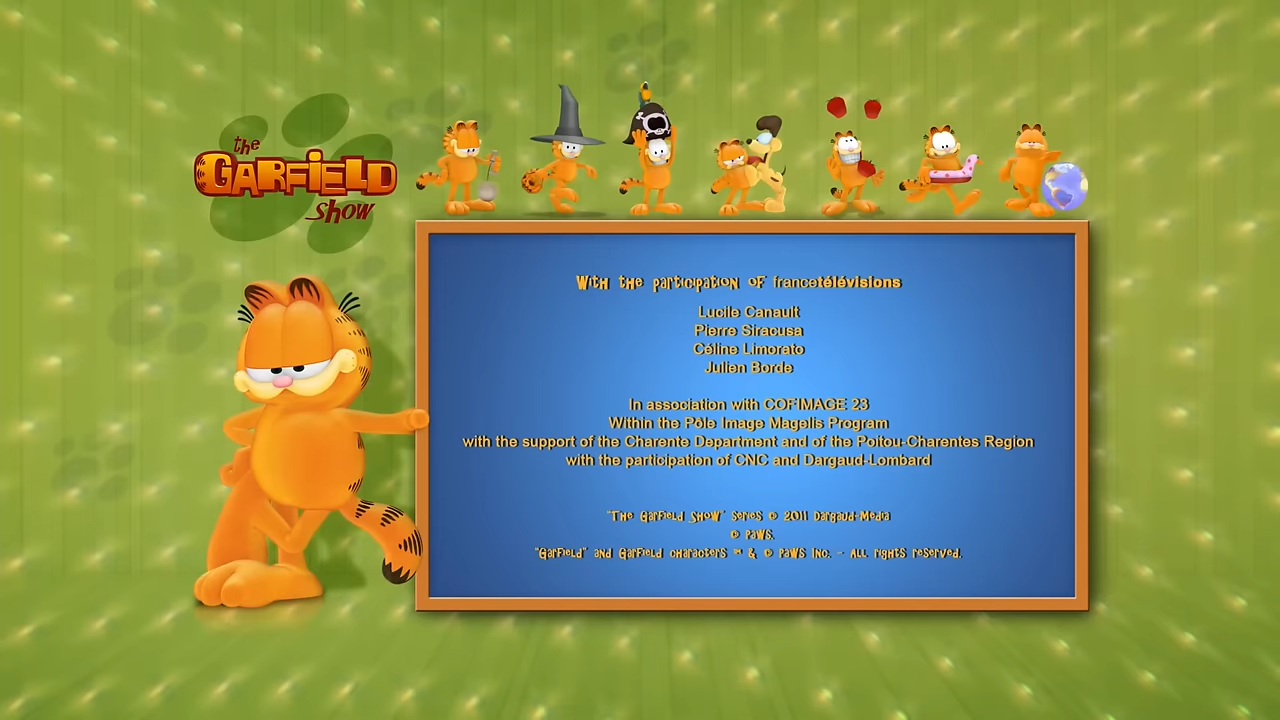 the
GARFIELD
show
With the participation of francetélévisions
Lucile Canault
Pierre Siracusa
Céline Limorato
Julien Borde
In association with COFIMAGE 23
Within the Pôle Image Magelis Program
with the support of the Charente Department and of the Poitou-Charentes Region
with the participation of CNC and Dargaud-Lombard
"The Garfield Show" series © 2011 Dargaud-Media
© PAWS.
"Garfield" and Garfield characters ™ & © PAWS INC. - All rights reserved.